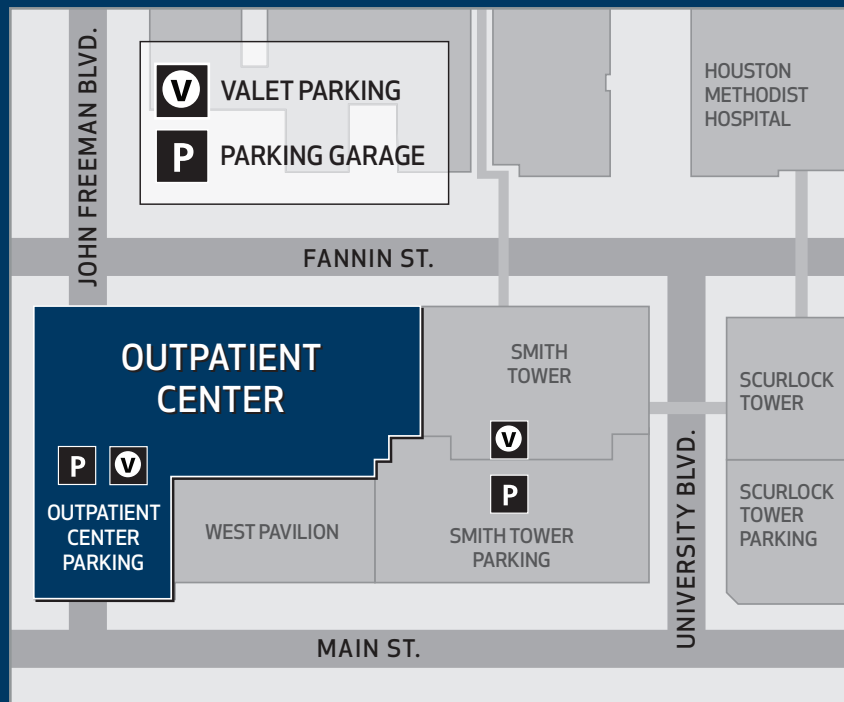 JOHN FREEMAN BLVD.
V VALET PARKING
P PARKING GARAGE
HOUSTON
METHODIST
HOSPITAL
FANNIN ST.
OUTPATIENT
CENTER
SMITH
TOWER
SCURLOCK
TOWER
P V
OUTPATIENT
CENTER
PARKING
WEST PAVILION
V
P
SMITH TOWER
PARKING
UNIVERSITY BLVD.
SCURLOCK
TOWER
PARKING
MAIN ST.